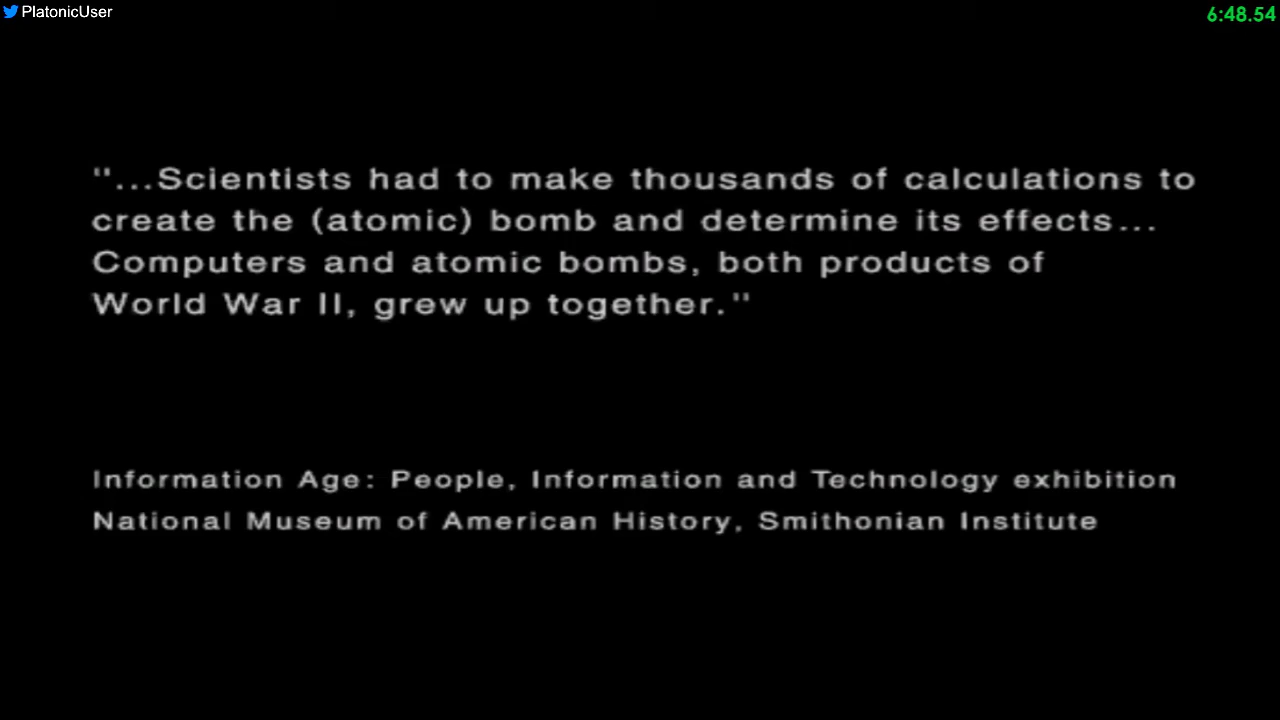 PlatonicUser
6:48.54
"...Scientists had to make thousands of calculations to
create the (atomic) bomb and determine its effects...
Computers and atomic bombs, both products of
World War II, grew up together."
Information Age: People, Information and Technology exhibition
National Museum of American History, Smithonian Institute